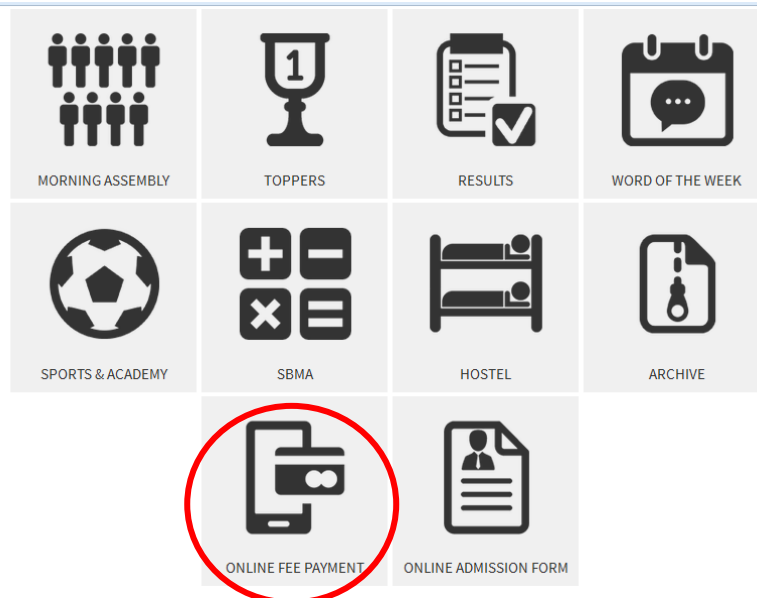 1
MORNING ASSEMBLY
TOPPERS
RESULTS
WORD OF THE WEEK
SPORTS & ACADEMY
SBMA
HOSTEL
ARCHIVE
ONLINE FEE PAYMENT
ONLINE ADMISSION FORM